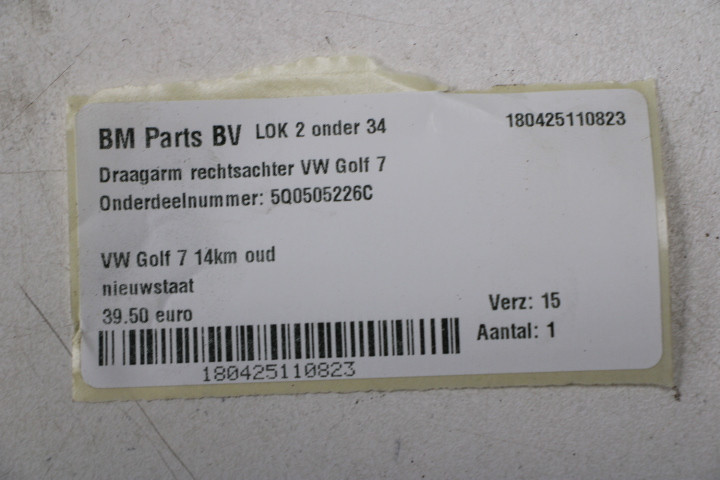 BM Parts BV LOK 2 onder 34 180425110823
Draagarm rechtsachter VW Golf 7
Onderdeelnummer: 5Q0505226C
VW Golf 7 14km oud
nieuwstaat
39.50 euro
Verz: 15
Aantal: 1
180425110823